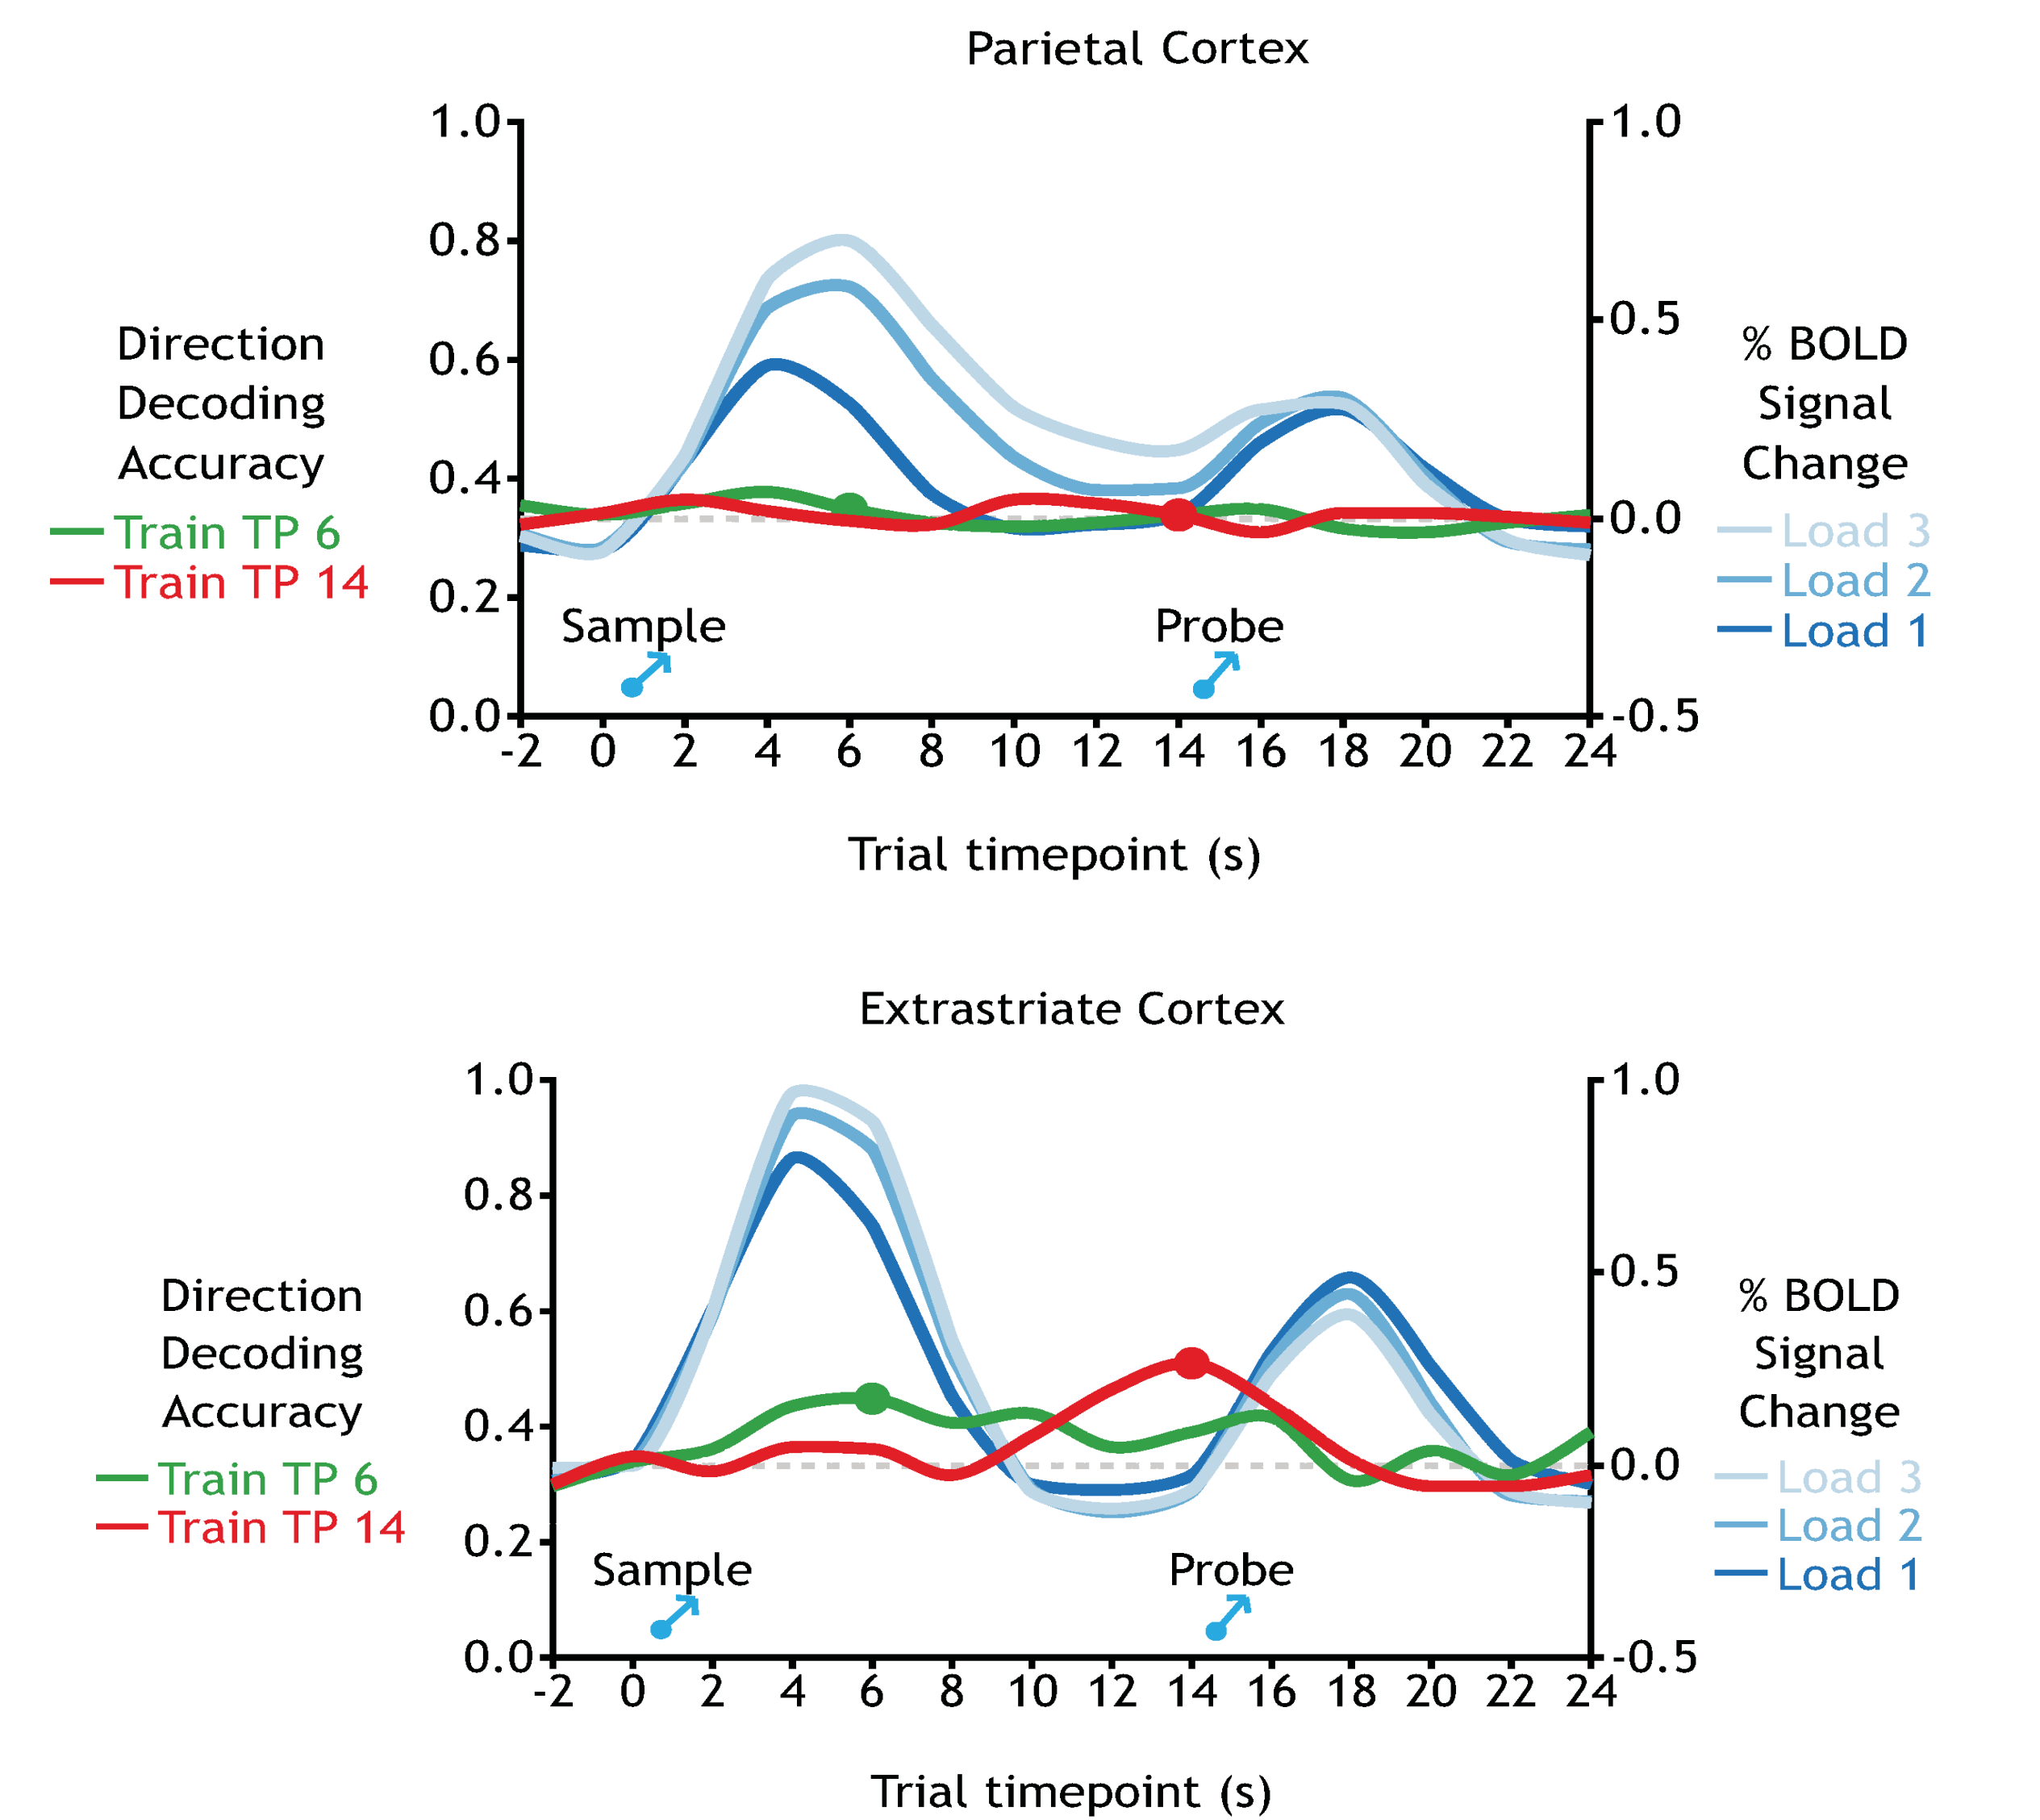 Parietal Cortex
1.0
0.8
0.6
0.4
0.2
0.0
Direction
Decoding
Accuracy
Train TP 6
Train TP 14
1.0
0.5
0.0
-0.5
% BOLD
Signal
Change
Load 3
Load 2
Load 1
Sample
Probe
-2 0 2 4 6 8 10 12 14 16 18 20 22 24
Trial timepoint (s)
Extrastriate Cortex
1.0
0.8
0.6
0.4
0.2
0.0
Direction
Decoding
Accuracy
Train TP 6
Train TP 14
1.0
0.5
0.0
-0.5
% BOLD
Signal
Change
Load 3
Load 2
Load 1
Sample
Probe
-2 0 2 4 6 8 10 12 14 16 18 20 22 24
Trial timepoint (s)